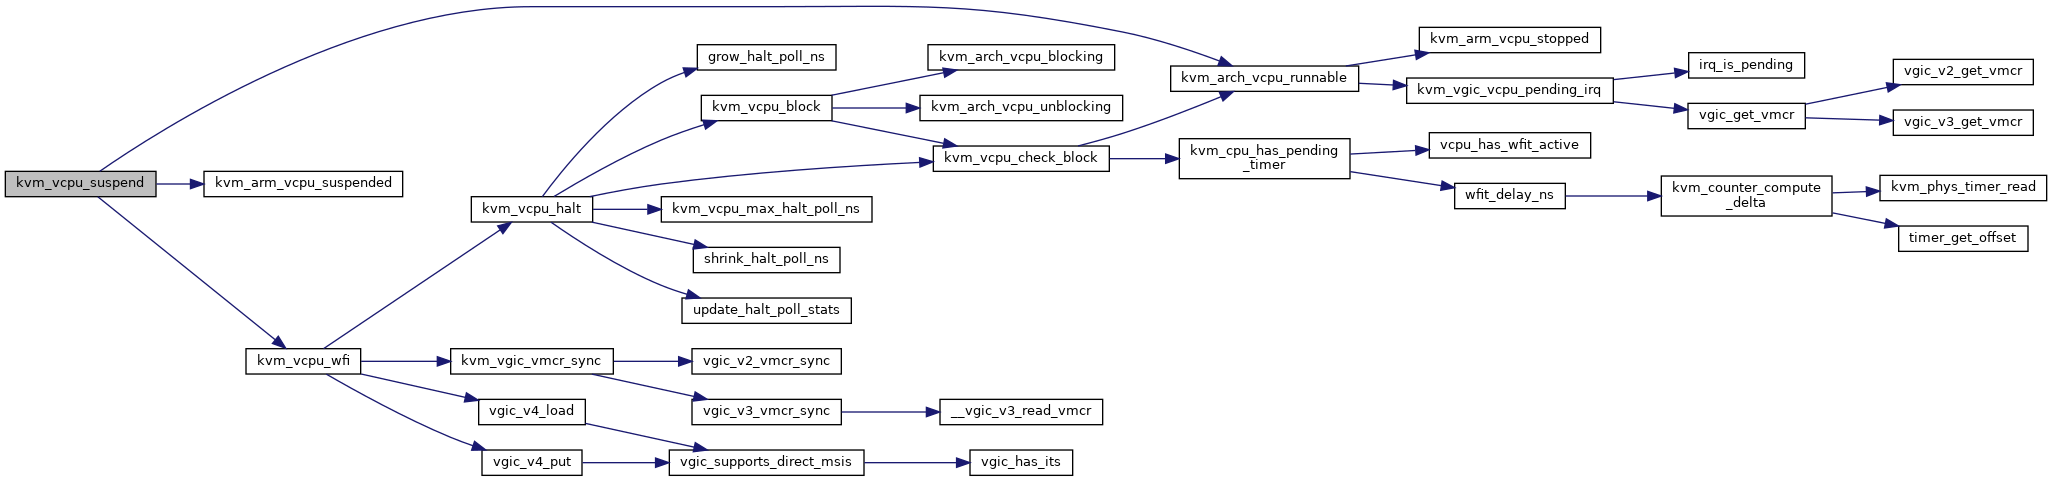 kvm_vcpu_suspend
kvm_arm_vcpu_suspended
kvm_vcpu_wfi
kvm_vcpu_halt
kvm_vgic_vmcr_sync
vgic_v4_load
vgic_v4_put
grow_halt_poll_ns
kvm_vcpu_block
kvm_vcpu_max_halt_poll_ns
shrink_halt_poll_ns
update_halt_poll_stats
vgic_v2_vmcr_sync
vgic_v3_vmcr_sync
vgic_supports_direct_msis
kvm_arch_vcpu_blocking
kvm_arch_vcpu_unblocking
kvm_vcpu_check_block
__vgic_v3_read_vmcr
vgic_has_its
kvm_arch_vcpu_runnable
kvm_cpu_has_pending
_timer
kvm_arm_vcpu_stopped
kvm_vgic_vcpu_pending_irq
vcpu_has_wfit_active
wfit_delay_ns
irq_is_pending
vgic_get_vmcr
kvm_counter_compute
_delta
vgic_v2_get_vmcr
vgic_v3_get_vmcr
kvm_phys_timer_read
timer_get_offset